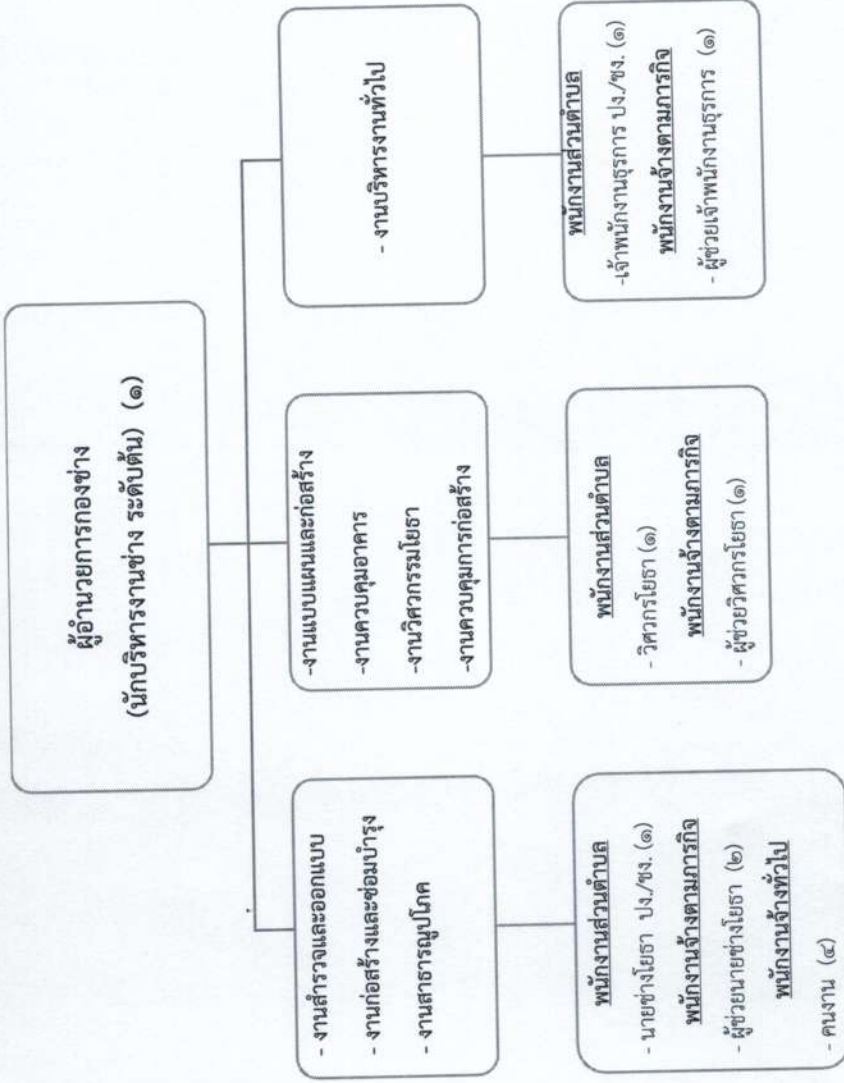 ผู้อำนวยการกองช่าง
(นักบริหารงานช่าง ระดับต้น) (๑)
- งานสำรวจและออกแบบ
- งานก่อสร้างและซ่อมบำรุง
- งานสาธารณูปโภค
-งานแบบแผนและก่อสร้าง
-งานควบคุมอาคาร
-งานวิศวกรรมโยธา
-งานควบคุมการก่อสร้าง
- งานบริหารงานทั่วไป
พนักงานส่วนตำบล
- นายช่างโยธา ปง./ชง. (๑)
พนักงานจ้างตามภารกิจ
- ผู้ช่วยนายช่างโยธา (๒)
พนักงานจ้างทั่วไป
- คนงาน (๔)
พนักงานส่วนตำบล
- วิศวกรโยธา (๑)
พนักงานจ้างตามภารกิจ
- ผู้ช่วยวิศวกรโยธา (๑)
พนักงานส่วนตำบล
-เจ้าพนักงานธุรการ ปง./ชง. (๑)
พนักงานจ้างตามภารกิจ
- ผู้ช่วยเจ้าพนักงานธุรการ (๑)